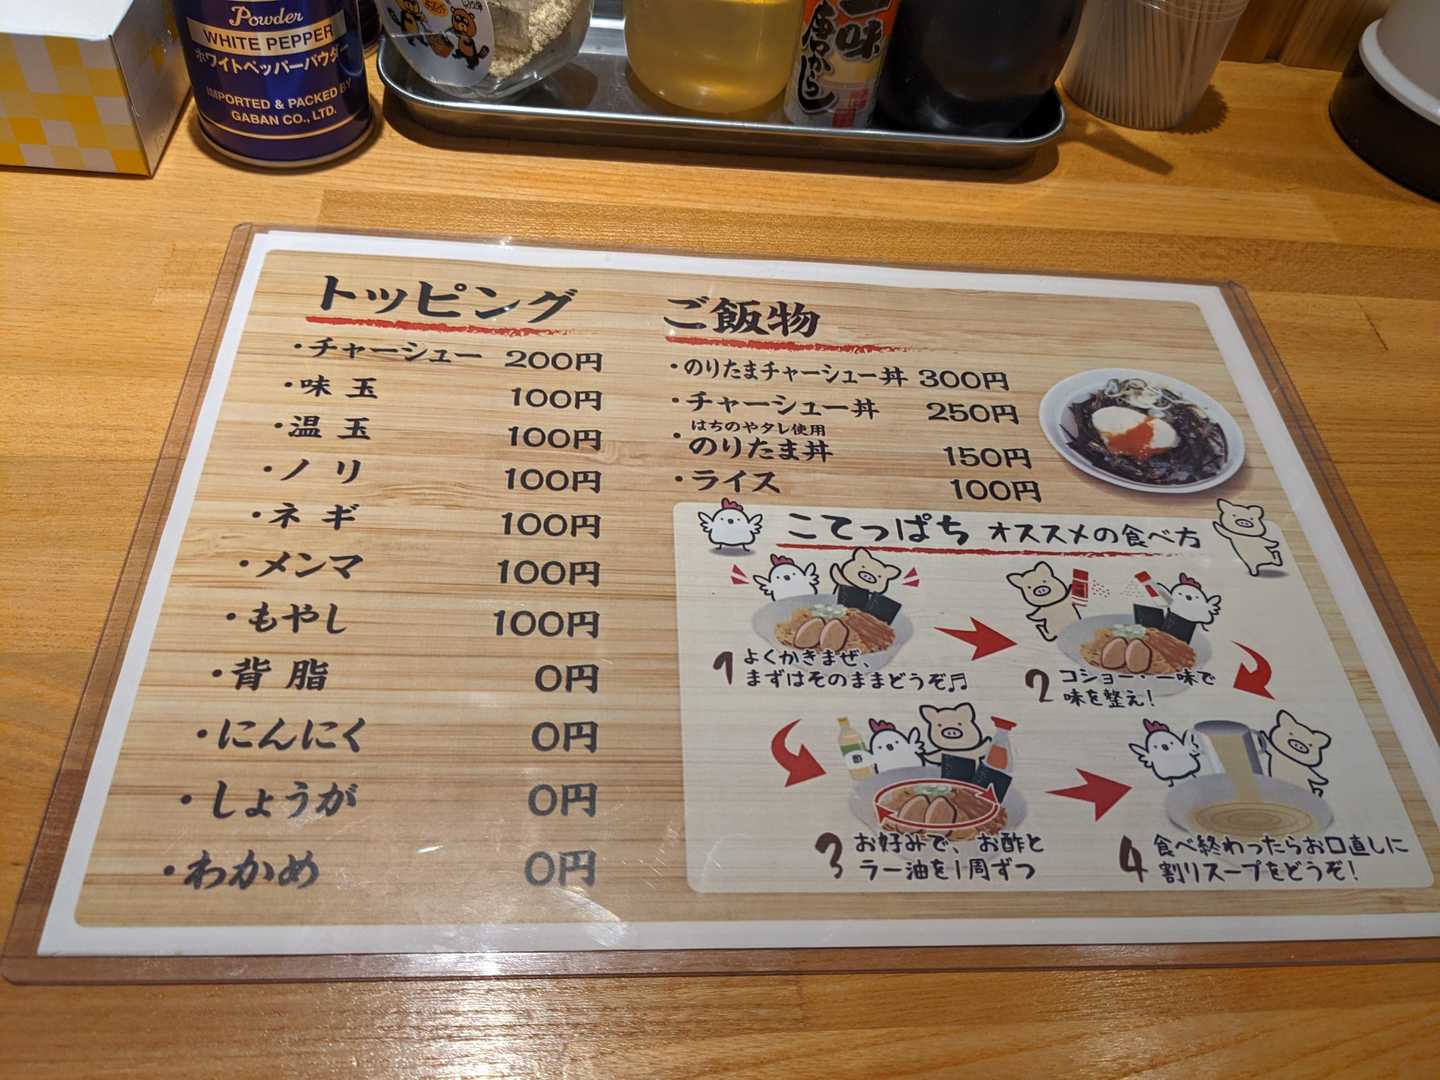 Powder
WHITE PEPPER
ホワイトペッパーパウダー
IMPORTED & PACKED BY
GABAN CO., LTD.
一味
唐がらし
トッピング
・チャーシュー 200円
・味玉 100円
・温玉 100円
・ノリ 100円
・ネギ 100円
・メンマ 100円
・もやし 100円
・背脂 0円
・にんにく 0円
・しょうが 0円
・わかめ 0円
ご飯物
・のりたまチャーシュー丼 300円
・チャーシュー丼 250円
はちのやタレ使用
・のりたま丼 150円
・ライス 100円
こてっぱち オススメの食べ方
1 よくかきまぜ、
まずはそのままどうぞ♬
2 コショー・一味で
味を整え!
酢
3 お好みで、お酢と
ラー油を1周ずつ
4 食べ終わったらお口直しに
割りスープをどうぞ!